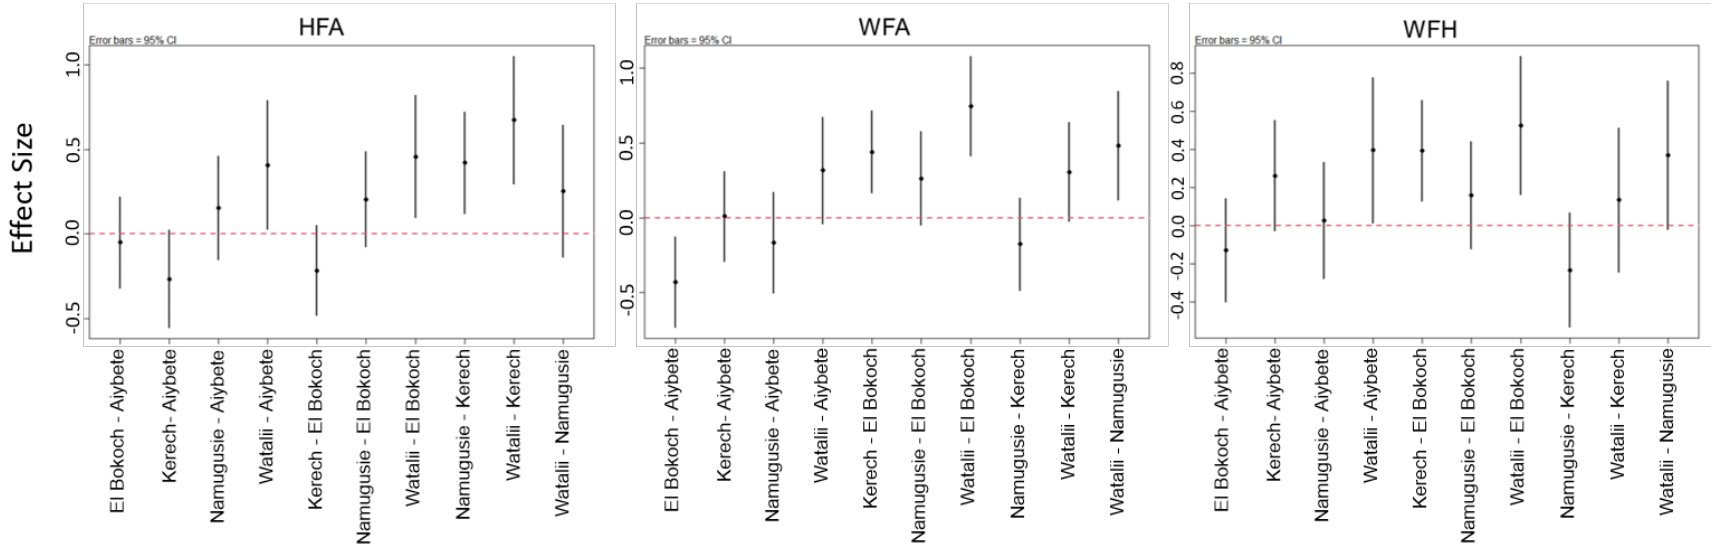 HFA
Error bars = 95% CI
Effect Size
1.0
0.5
0.0
-0.5
El Bokoch - Aiybete
Kerech- Aiybete
Namugusie - Aiybete
Watalii - Aiybete
Kerech - El Bokoch
Namugusie - El Bokoch
Watalii - El Bokoch
Namugusie - Kerech
Watalii - Kerech
Watalii - Namugusie
WFA
Error bars = 95% CI
1.0
0.5
0.0
-0.5
El Bokoch - Aiybete
Kerech- Aiybete
Namugusie - Aiybete
Watalii - Aiybete
Kerech - El Bokoch
Namugusie - El Bokoch
Watalii - El Bokoch
Namugusie - Kerech
Watalii - Kerech
Watalii - Namugusie
WFH
Error bars = 95% CI
0.8
0.6
0.4
0.2
0.0
-0.2
-0.4
El Bokoch - Aiybete
Kerech- Aiybete
Namugusie - Aiybete
Watalii - Aiybete
Kerech - El Bokoch
Namugusie - El Bokoch
Watalii - El Bokoch
Namugusie - Kerech
Watalii - Kerech
Watalii - Namugusie